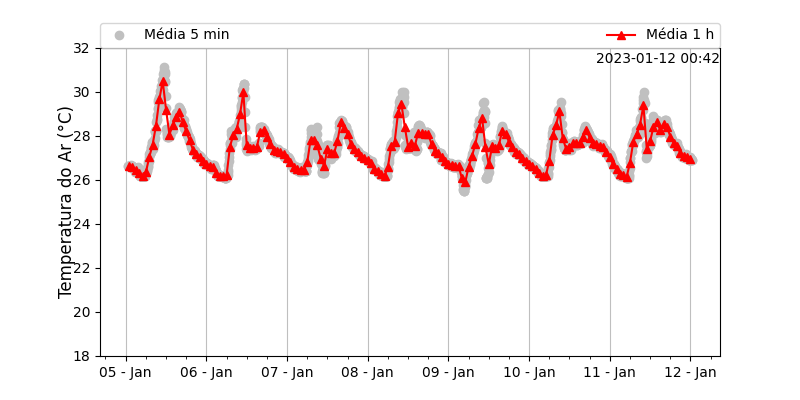 Média 5 min
Média 1 h
2023-01-12 00:42
Temperatura do Ar (°C)
32
30
28
26
24
22
20
18
05 - Jan
06 - Jan
07 - Jan
08 - Jan
09 - Jan
10 - Jan
11 - Jan
12 - Jan